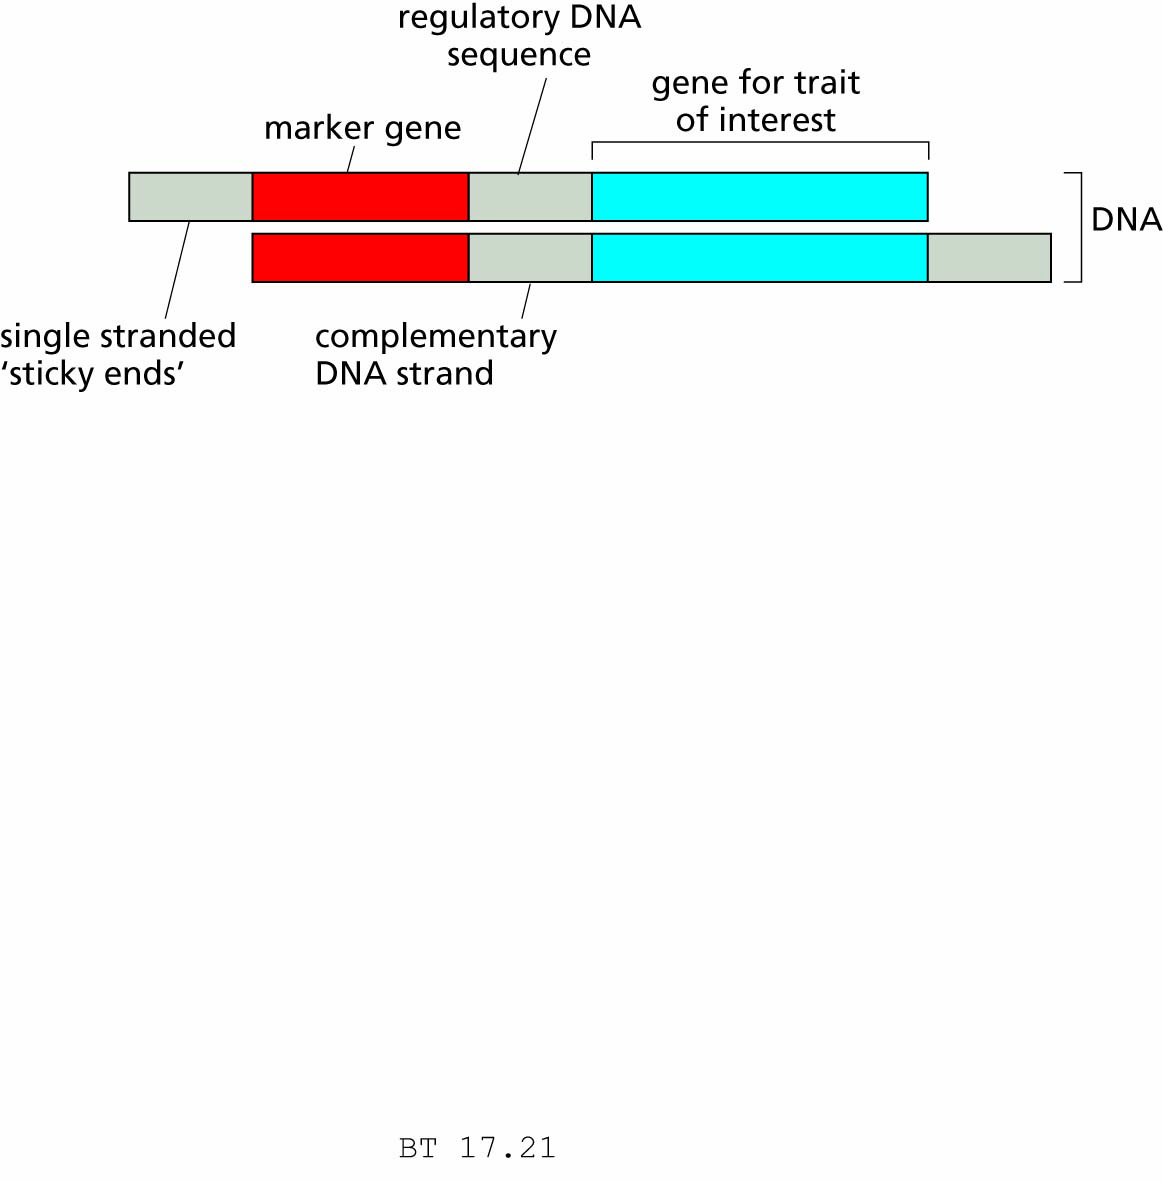 regulatory DNA
sequence
gene for trait
of interest
marker gene
DNA
single stranded
‘sticky ends’
complementary
DNA strand
BT 17.21